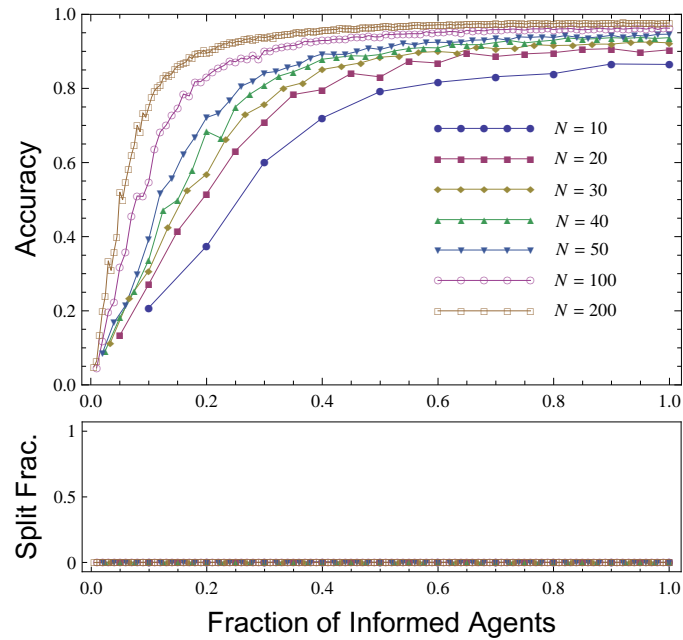 Accuracy
1.0
0.8
0.6
0.4
0.2
0.0
N = 10
N = 20
N = 30
N = 40
N = 50
N = 100
N = 200
0.0 0.2 0.4 0.6 0.8 1.0
Split Frac.
1
0.5
0
0.0 0.2 0.4 0.6 0.8 1.0
Fraction of Informed Agents